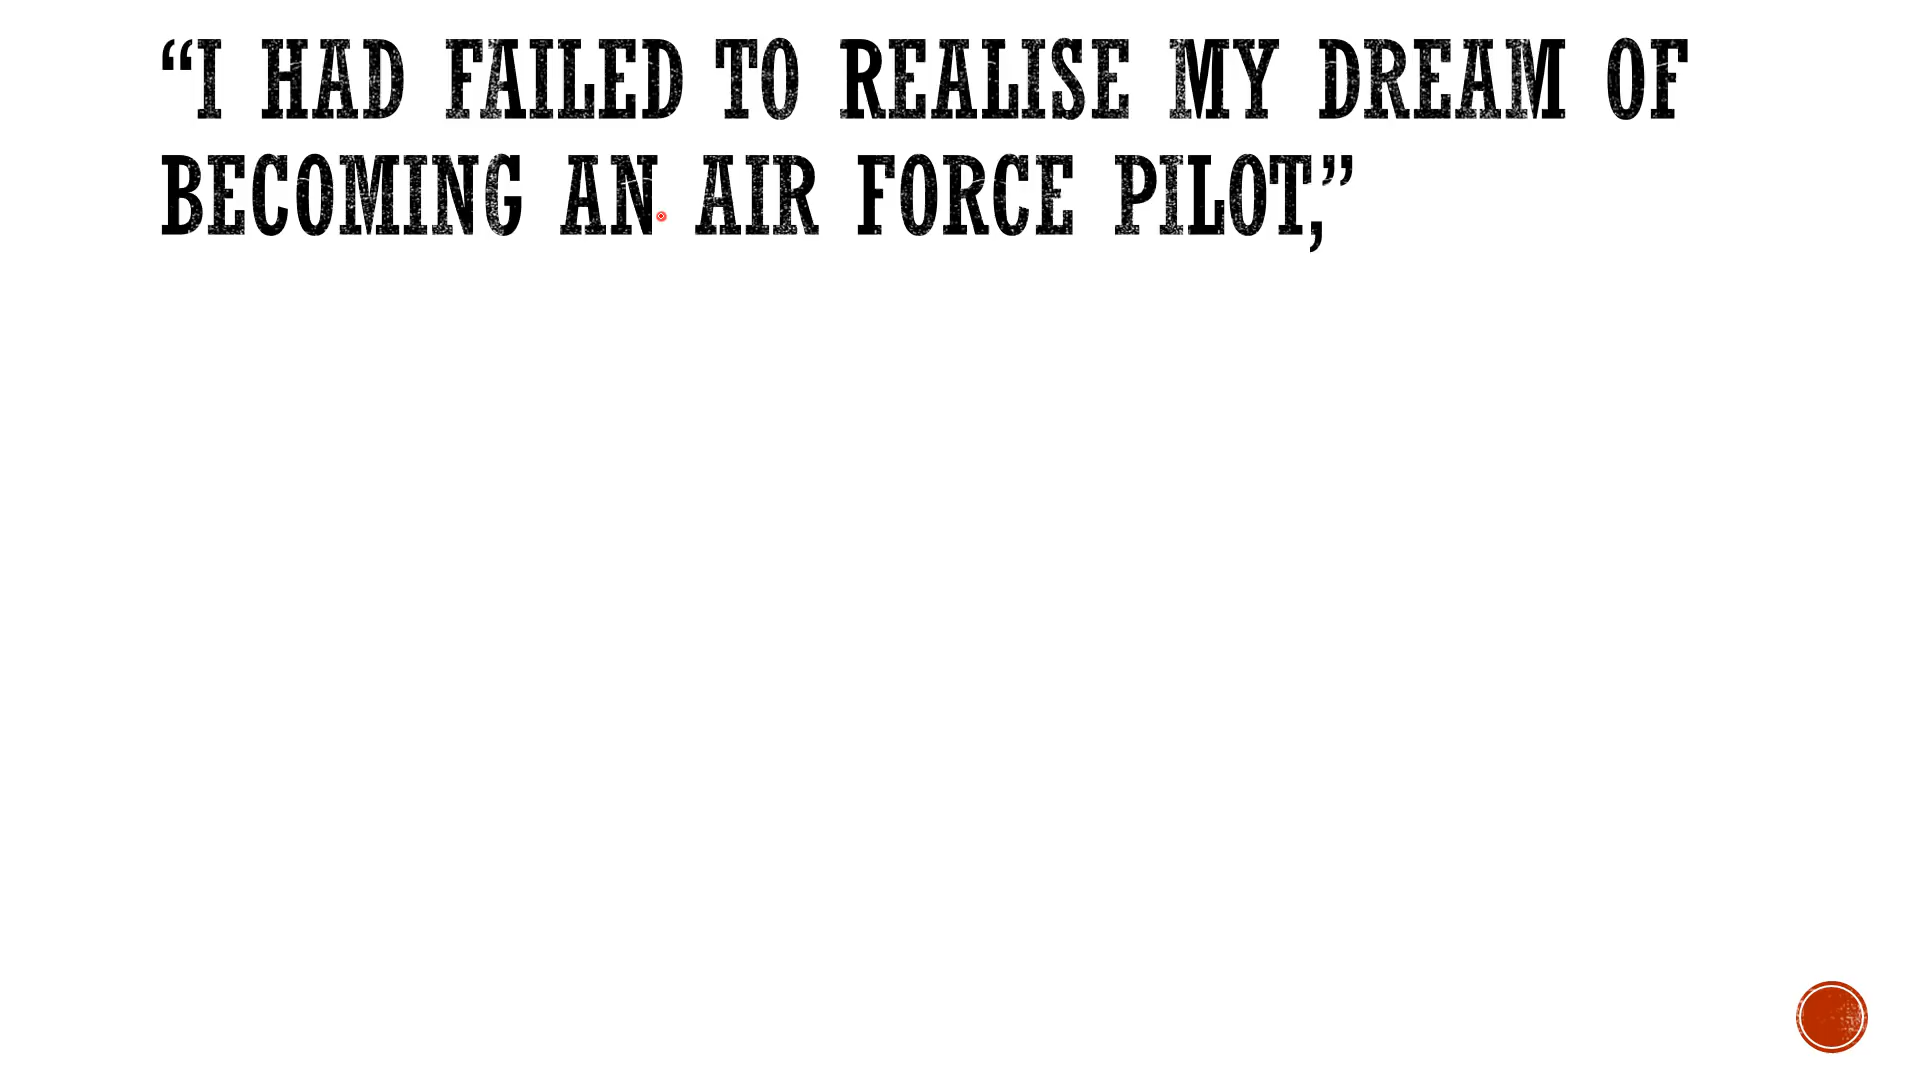 “I HAD FAILED TO REALISE MY DREAM OF
BECOMING AN AIR FORCE PILOT,”